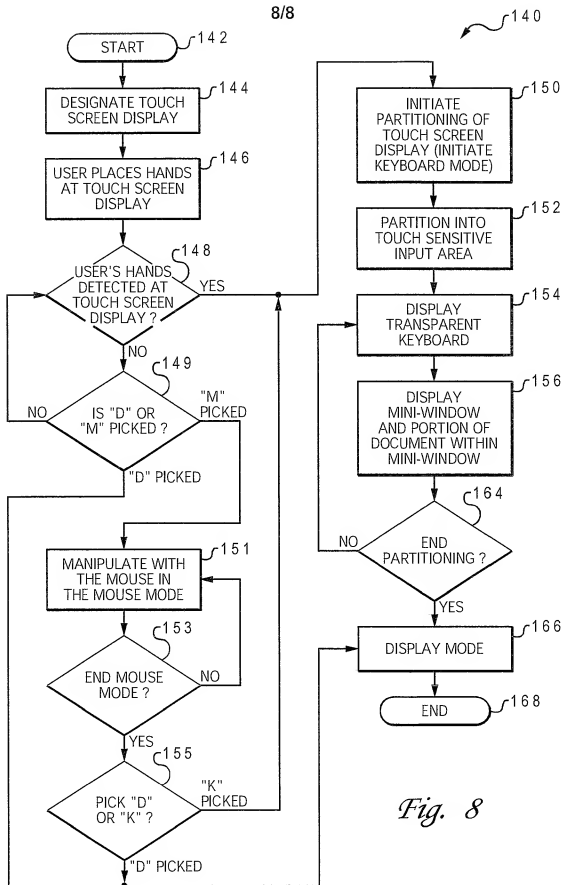 8/8
140
START
142
DESIGNATE TOUCH
SCREEN DISPLAY
144
USER PLACES HANDS
AT TOUCH SCREEN
DISPLAY
146
USER'S HANDS
DETECTED AT
TOUCH SCREEN
DISPLAY ?
148
YES
NO
IS "D" OR
"M" PICKED ?
149
NO
"M"
PICKED
"D" PICKED
MANIPULATE WITH
THE MOUSE IN
THE MOUSE MODE
151
END MOUSE
MODE ?
153
NO
YES
PICK "D"
OR "K" ?
155
"K"
PICKED
"D" PICKED
INITIATE
PARTITIONING OF
TOUCH SCREEN
DISPLAY (INITIATE
KEYBOARD MODE)
150
PARTITION INTO
TOUCH SENSITIVE
INPUT AREA
152
DISPLAY
TRANSPARENT
KEYBOARD
154
DISPLAY
MINI-WINDOW
AND PORTION OF
DOCUMENT WITHIN
MINI-WINDOW
156
END
PARTITIONING ?
164
NO
YES
DISPLAY MODE
166
END
168
Fig. 8